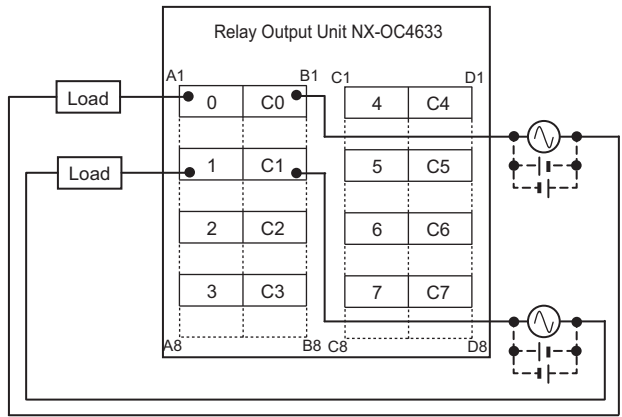 Relay Output Unit NX-OC4633
A1 B1 C1 D1
Load 0 C0 4 C4
Load 1 C1 5 C5
2 C2 6 C6
3 C3 7 C7
A8 B8 C8 D8